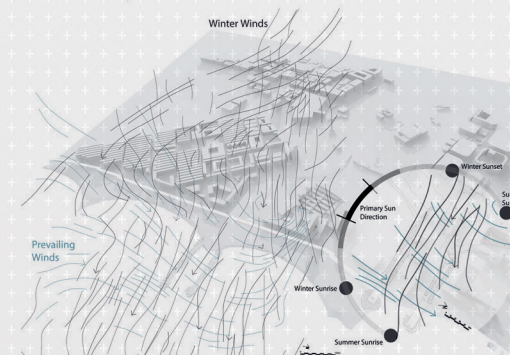 Winter Winds
Winter Sunset
Primary Sun
Direction
Prevailing
Winds
Winter Sunrise
Summer Sunrise